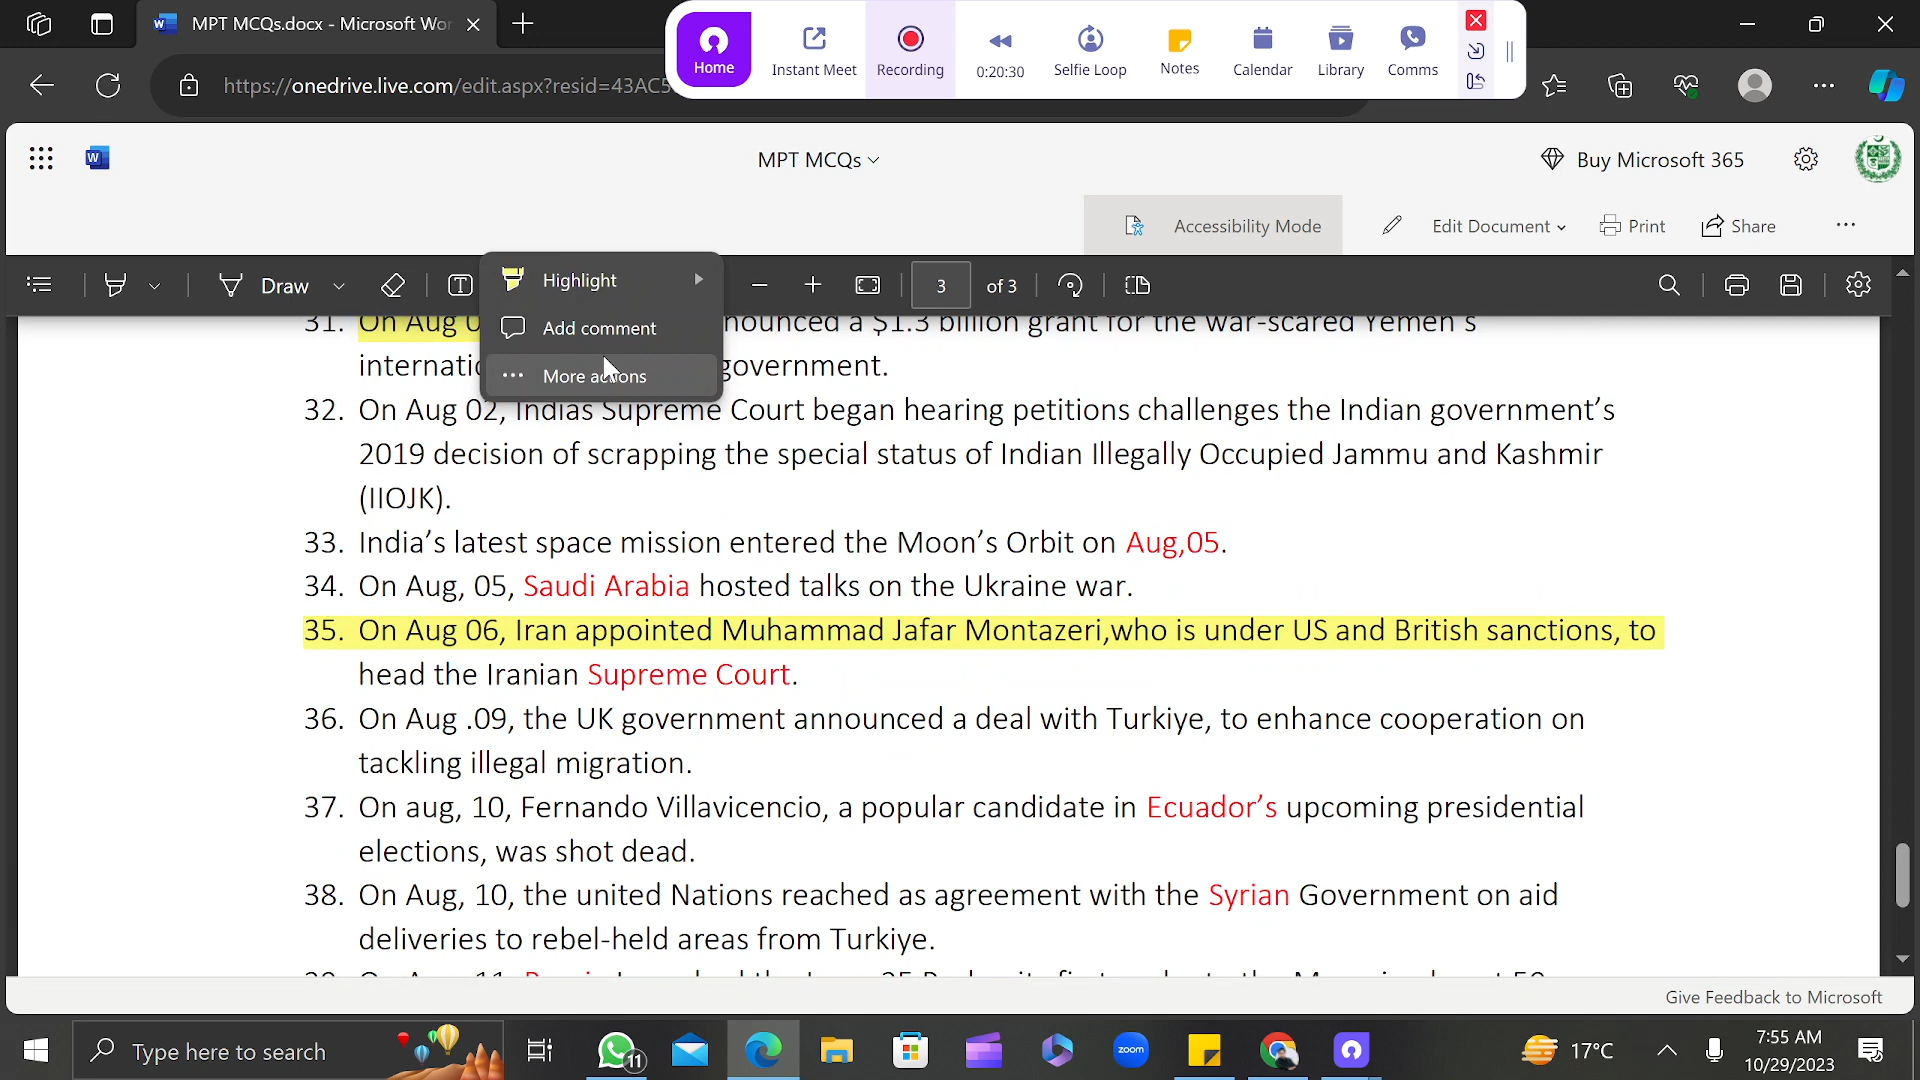 MPT MCQs.docx - Microsoft Wor
Home
Instant Meet
Recording
0:20:30
Selfie Loop
Notes
Calendar
Library
Comms
https://onedrive.live.com/edit.aspx?resid=43AC5
MPT MCQs
Buy Microsoft 365
Accessibility Mode
Edit Document
Print
Share
Draw
3
of 3
Highlight
Add comment
More actions
31. On Aug nounced a $1.3 billion grant for the war-scared Yemen's
internati government.
32. On Aug 02, Indias Supreme Court began hearing petitions challenges the Indian government's
2019 decision of scrapping the special status of Indian Illegally Occupied Jammu and Kashmir
(IIOJK).
33. India's latest space mission entered the Moon's Orbit on Aug,05.
34. On Aug, 05, Saudi Arabia hosted talks on the Ukraine war.
35. On Aug 06, Iran appointed Muhammad Jafar Montazeri,who is under US and British sanctions, to
head the Iranian Supreme Court.
36. On Aug .09, the UK government announced a deal with Turkiye, to enhance cooperation on
tackling illegal migration.
37. On aug, 10, Fernando Villavicencio, a popular candidate in Ecuador's upcoming presidential
elections, was shot dead.
38. On Aug, 10, the united Nations reached as agreement with the Syrian Government on aid
deliveries to rebel-held areas from Turkiye.
Give Feedback to Microsoft
Type here to search
11
zoom
17°C
7:55 AM
10/29/2023